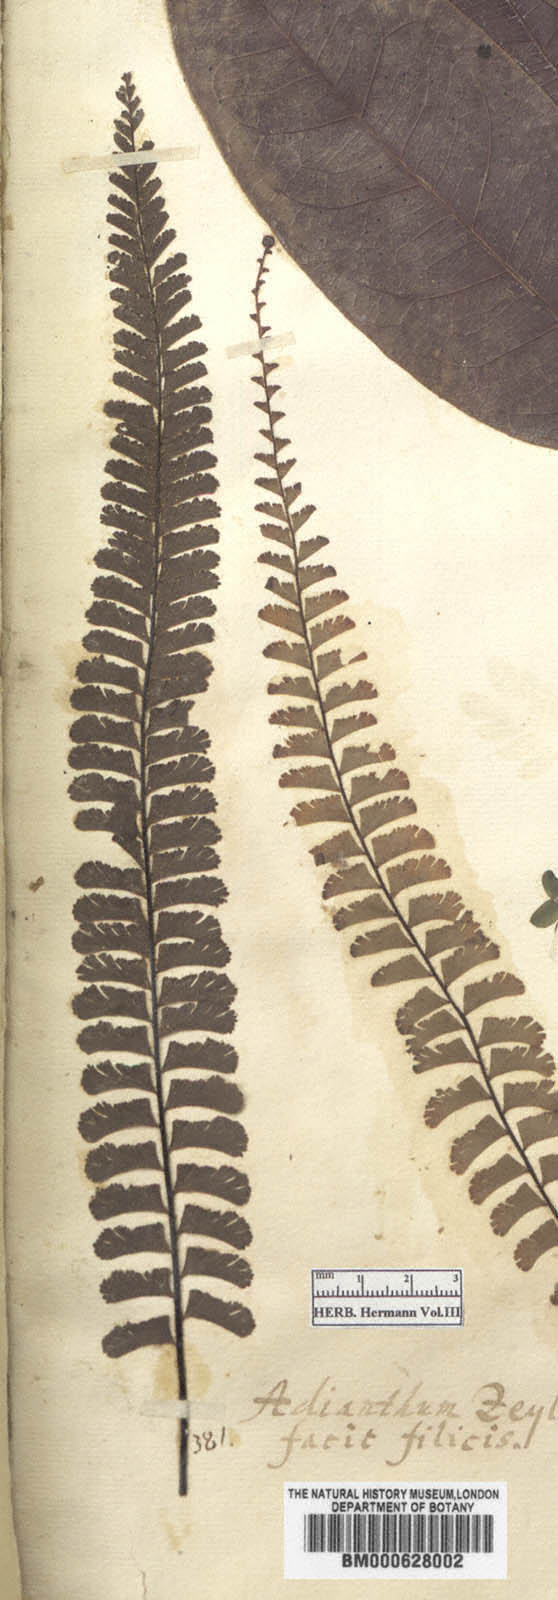 mm 1 2 3
HERB. Hermann Vol.III
Adianthum Zeyl
facie filicis.
381.
THE NATURAL HISTORY MUSEUM, LONDON
DEPARTMENT OF BOTANY
BM000628002